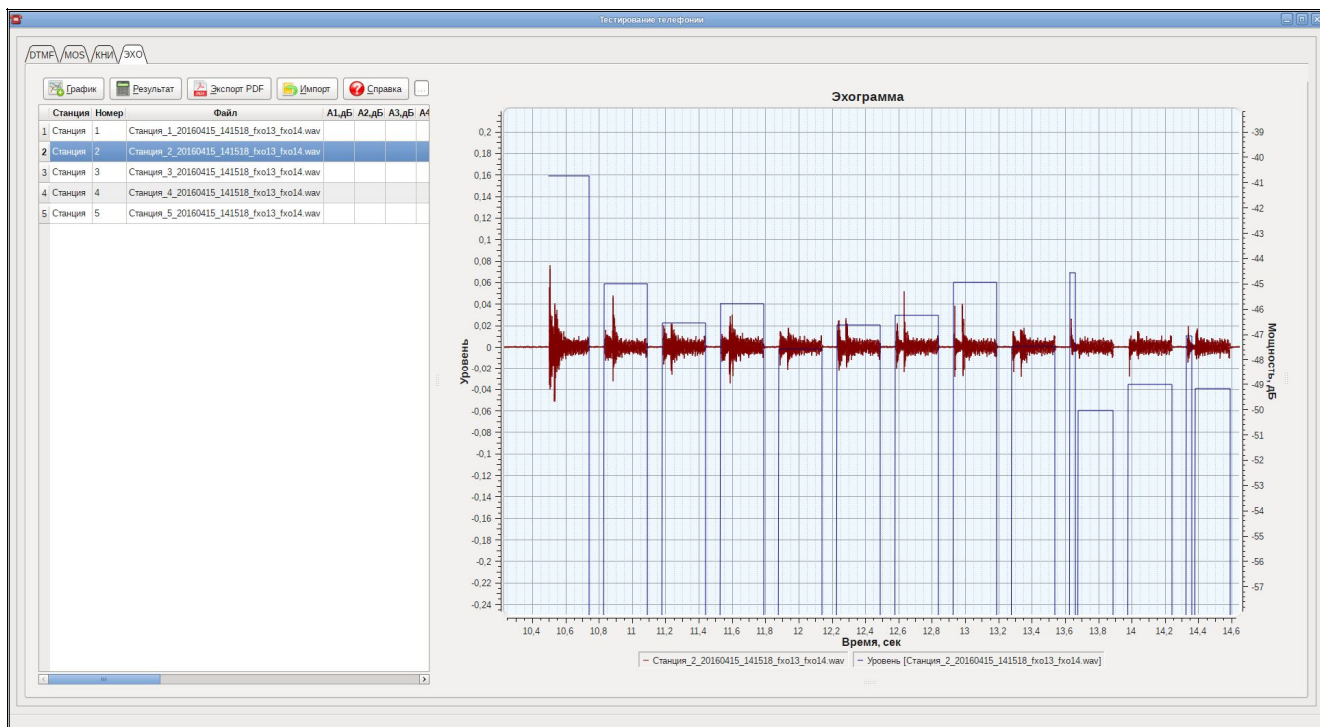 Тестирование телефонии
DTMF MOS КНИ ЭХО
График Результат Экспорт PDF Импорт Справка ...
Станция Номер Файл А1,дБ А2,дБ А3,дБ А4
1 Станция 1 Станция_1_20160415_141518_fxo13_fxo14.wav
2 Станция 2 Станция_2_20160415_141518_fxo13_fxo14.wav
3 Станция 3 Станция_3_20160415_141518_fxo13_fxo14.wav
4 Станция 4 Станция_4_20160415_141518_fxo13_fxo14.wav
5 Станция 5 Станция_5_20160415_141518_fxo13_fxo14.wav
Эхограмма
Уровень
0,2
0,18
0,16
0,14
0,12
0,1
0,08
0,06
0,04
0,02
0
-0,02
-0,04
-0,06
-0,08
-0,1
-0,12
-0,14
-0,16
-0,18
-0,2
-0,22
-0,24
-39
-40
-41
-42
-43
-44
-45
-46
-47
-48
-49
-50
-51
-52
-53
-54
-55
-56
-57
Мощность, дБ
10,4 10,6 10,8 11 11,2 11,4 11,6 11,8 12 12,2 12,4 12,6 12,8 13 13,2 13,4 13,6 13,8 14 14,2 14,4 14,6
Время, сек
Станция_2_20160415_141518_fxo13_fxo14.wav Уровень [Станция_2_20160415_141518_fxo13_fxo14.wav]